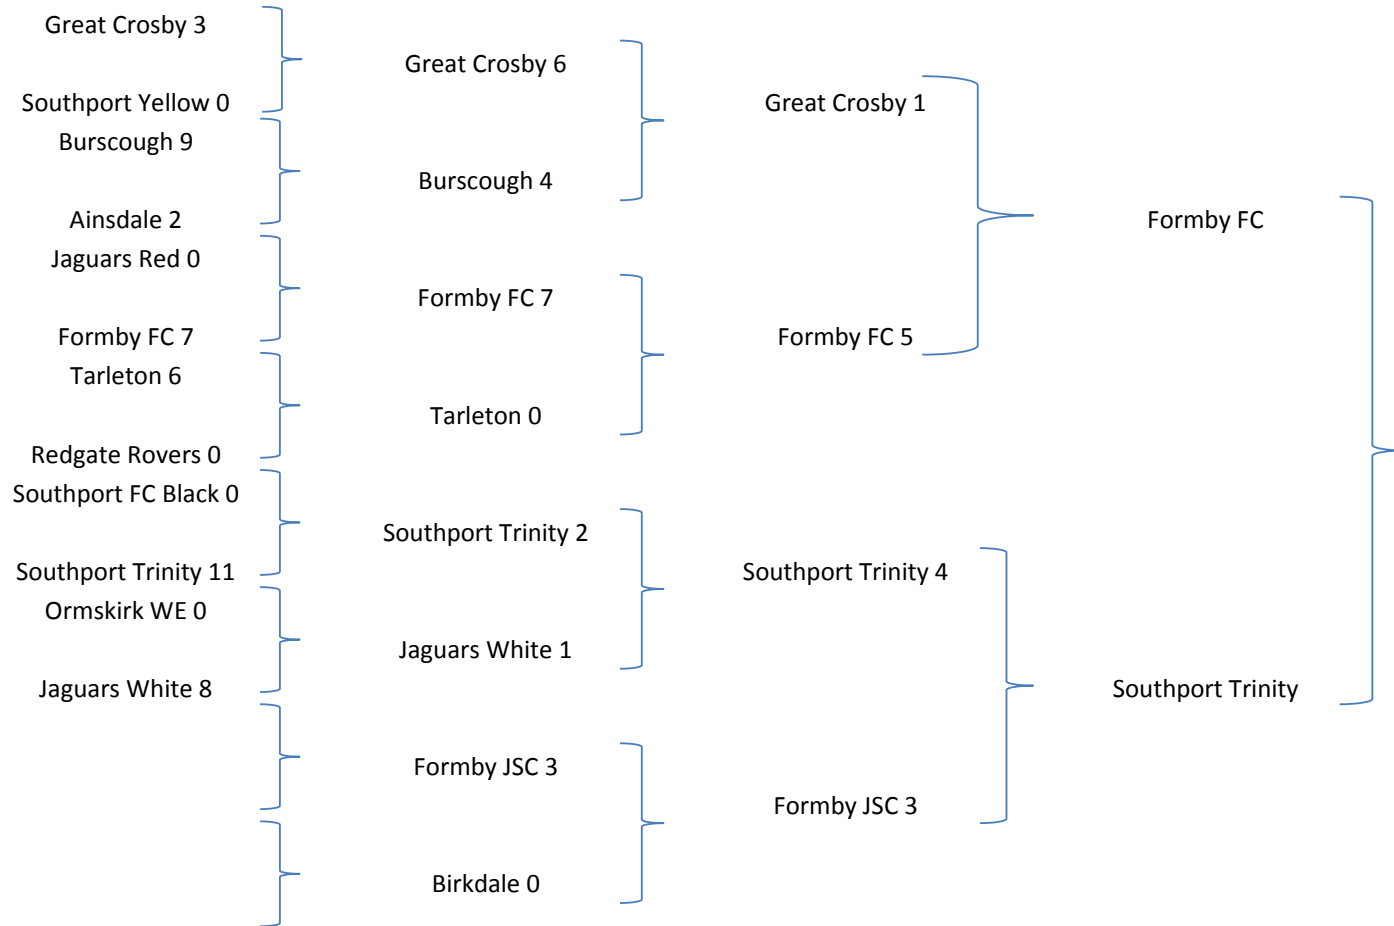 Great Crosby 3
Southport Yellow 0
Burscough 9
Ainsdale 2
Jaguars Red 0
Formby FC 7
Tarleton 6
Redgate Rovers 0
Southport FC Black 0
Southport Trinity 11
Ormskirk WE 0
Jaguars White 8
Great Crosby 6
Burscough 4
Formby FC 7
Tarleton 0
Southport Trinity 2
Jaguars White 1
Formby JSC 3
Birkdale 0
Great Crosby 1
Formby FC 5
Southport Trinity 4
Formby JSC 3
Formby FC
Southport Trinity